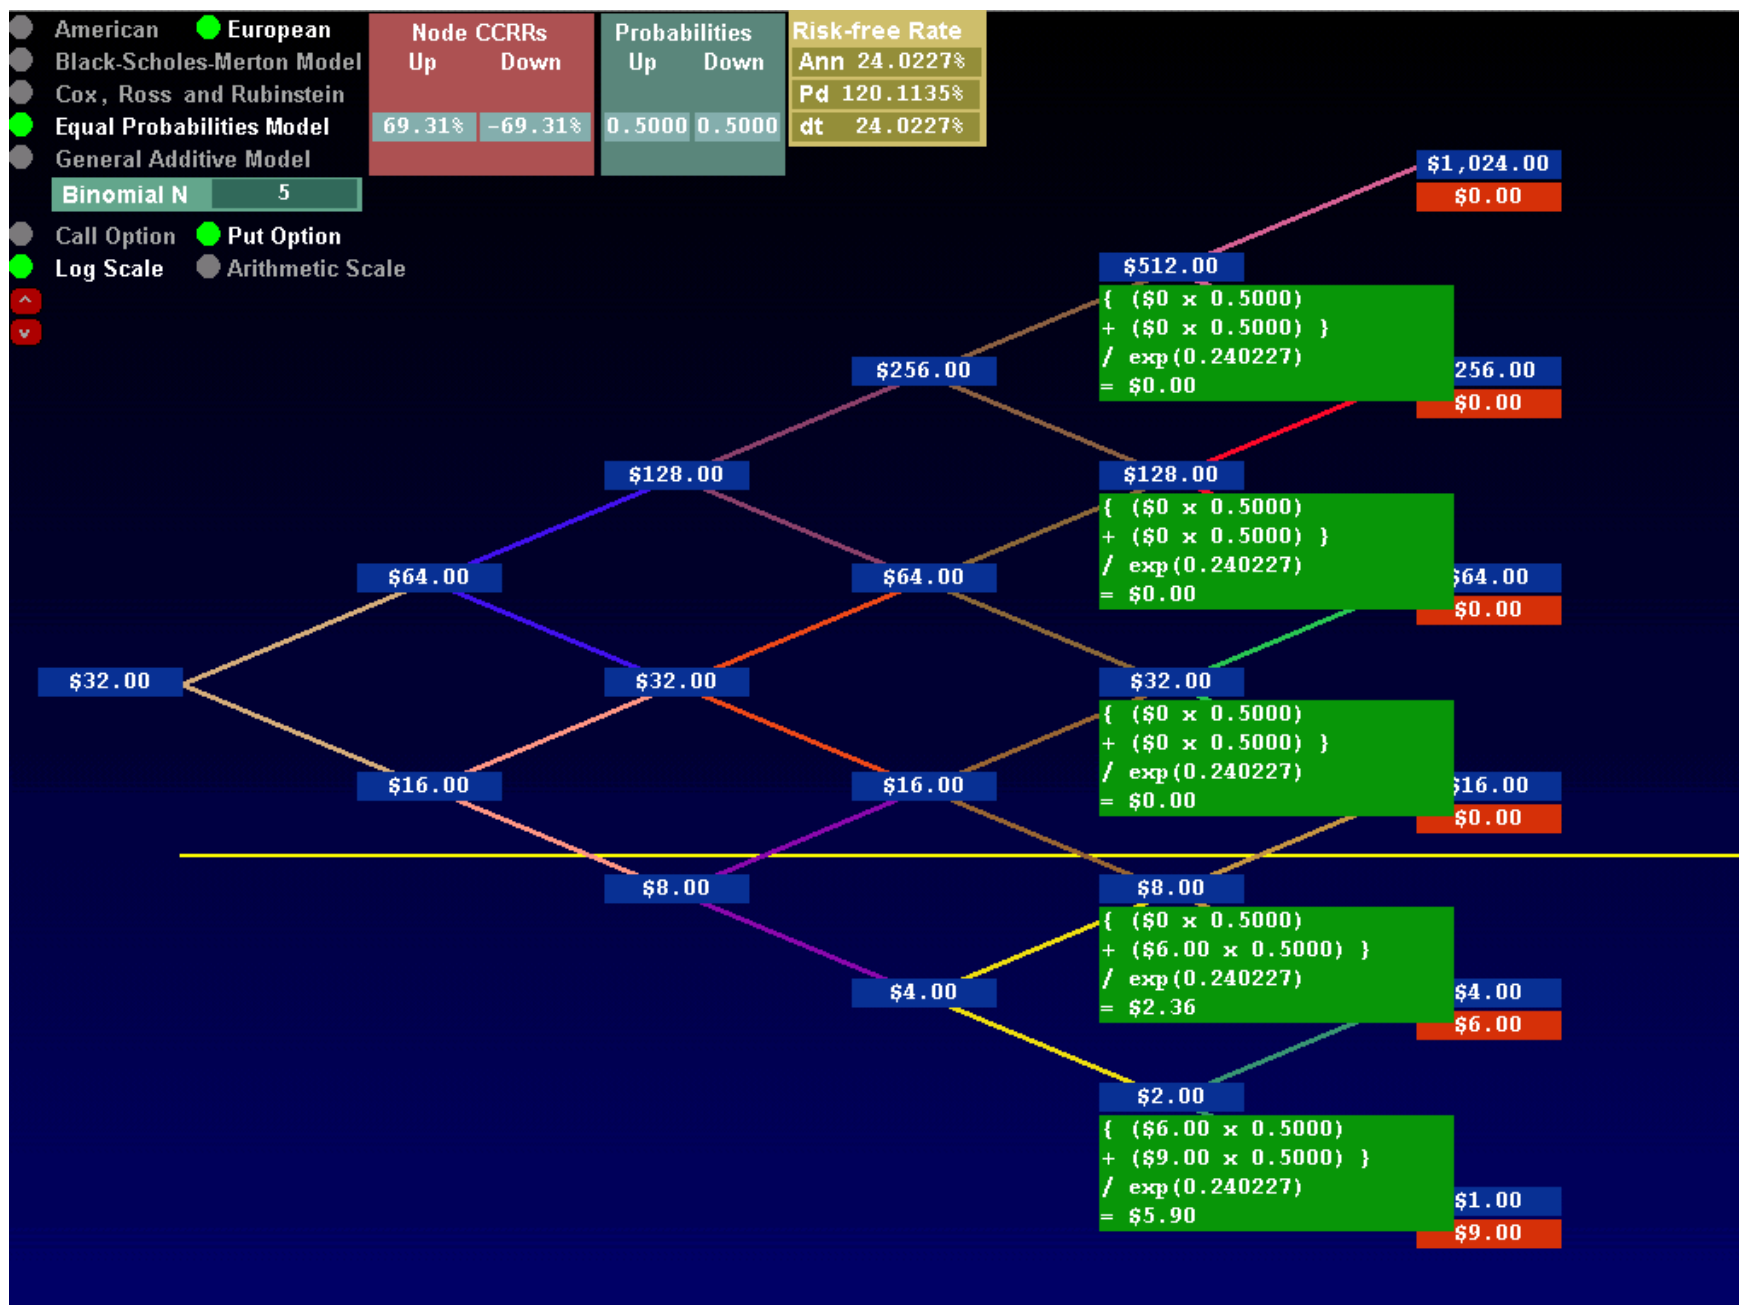 American European
Black-Scholes-Merton Model
Cox, Ross and Rubinstein
Equal Probabilities Model
General Additive Model
Binomial N 5
Call Option Put Option
Log Scale Arithmetic Scale
^
v
Node CCRRs
Up Down
69.31% -69.31%
Probabilities
Up Down
0.5000 0.5000
Risk-free Rate
Ann 24.0227%
Pd 120.1135%
dt 24.0227%
$32.00
$64.00
$16.00
$128.00
$32.00
$8.00
$256.00
$64.00
$16.00
$4.00
$512.00
{ ($0 x 0.5000)
+ ($0 x 0.5000) }
/ exp(0.240227)
= $0.00
$128.00
{ ($0 x 0.5000)
+ ($0 x 0.5000) }
/ exp(0.240227)
= $0.00
$32.00
{ ($0 x 0.5000)
+ ($0 x 0.5000) }
/ exp(0.240227)
= $0.00
$8.00
{ ($0 x 0.5000)
+ ($6.00 x 0.5000) }
/ exp(0.240227)
= $2.36
$2.00
{ ($6.00 x 0.5000)
+ ($9.00 x 0.5000) }
/ exp(0.240227)
= $5.90
$1,024.00
$0.00
256.00
$0.00
$64.00
$0.00
$16.00
$0.00
$4.00
$6.00
$1.00
$9.00